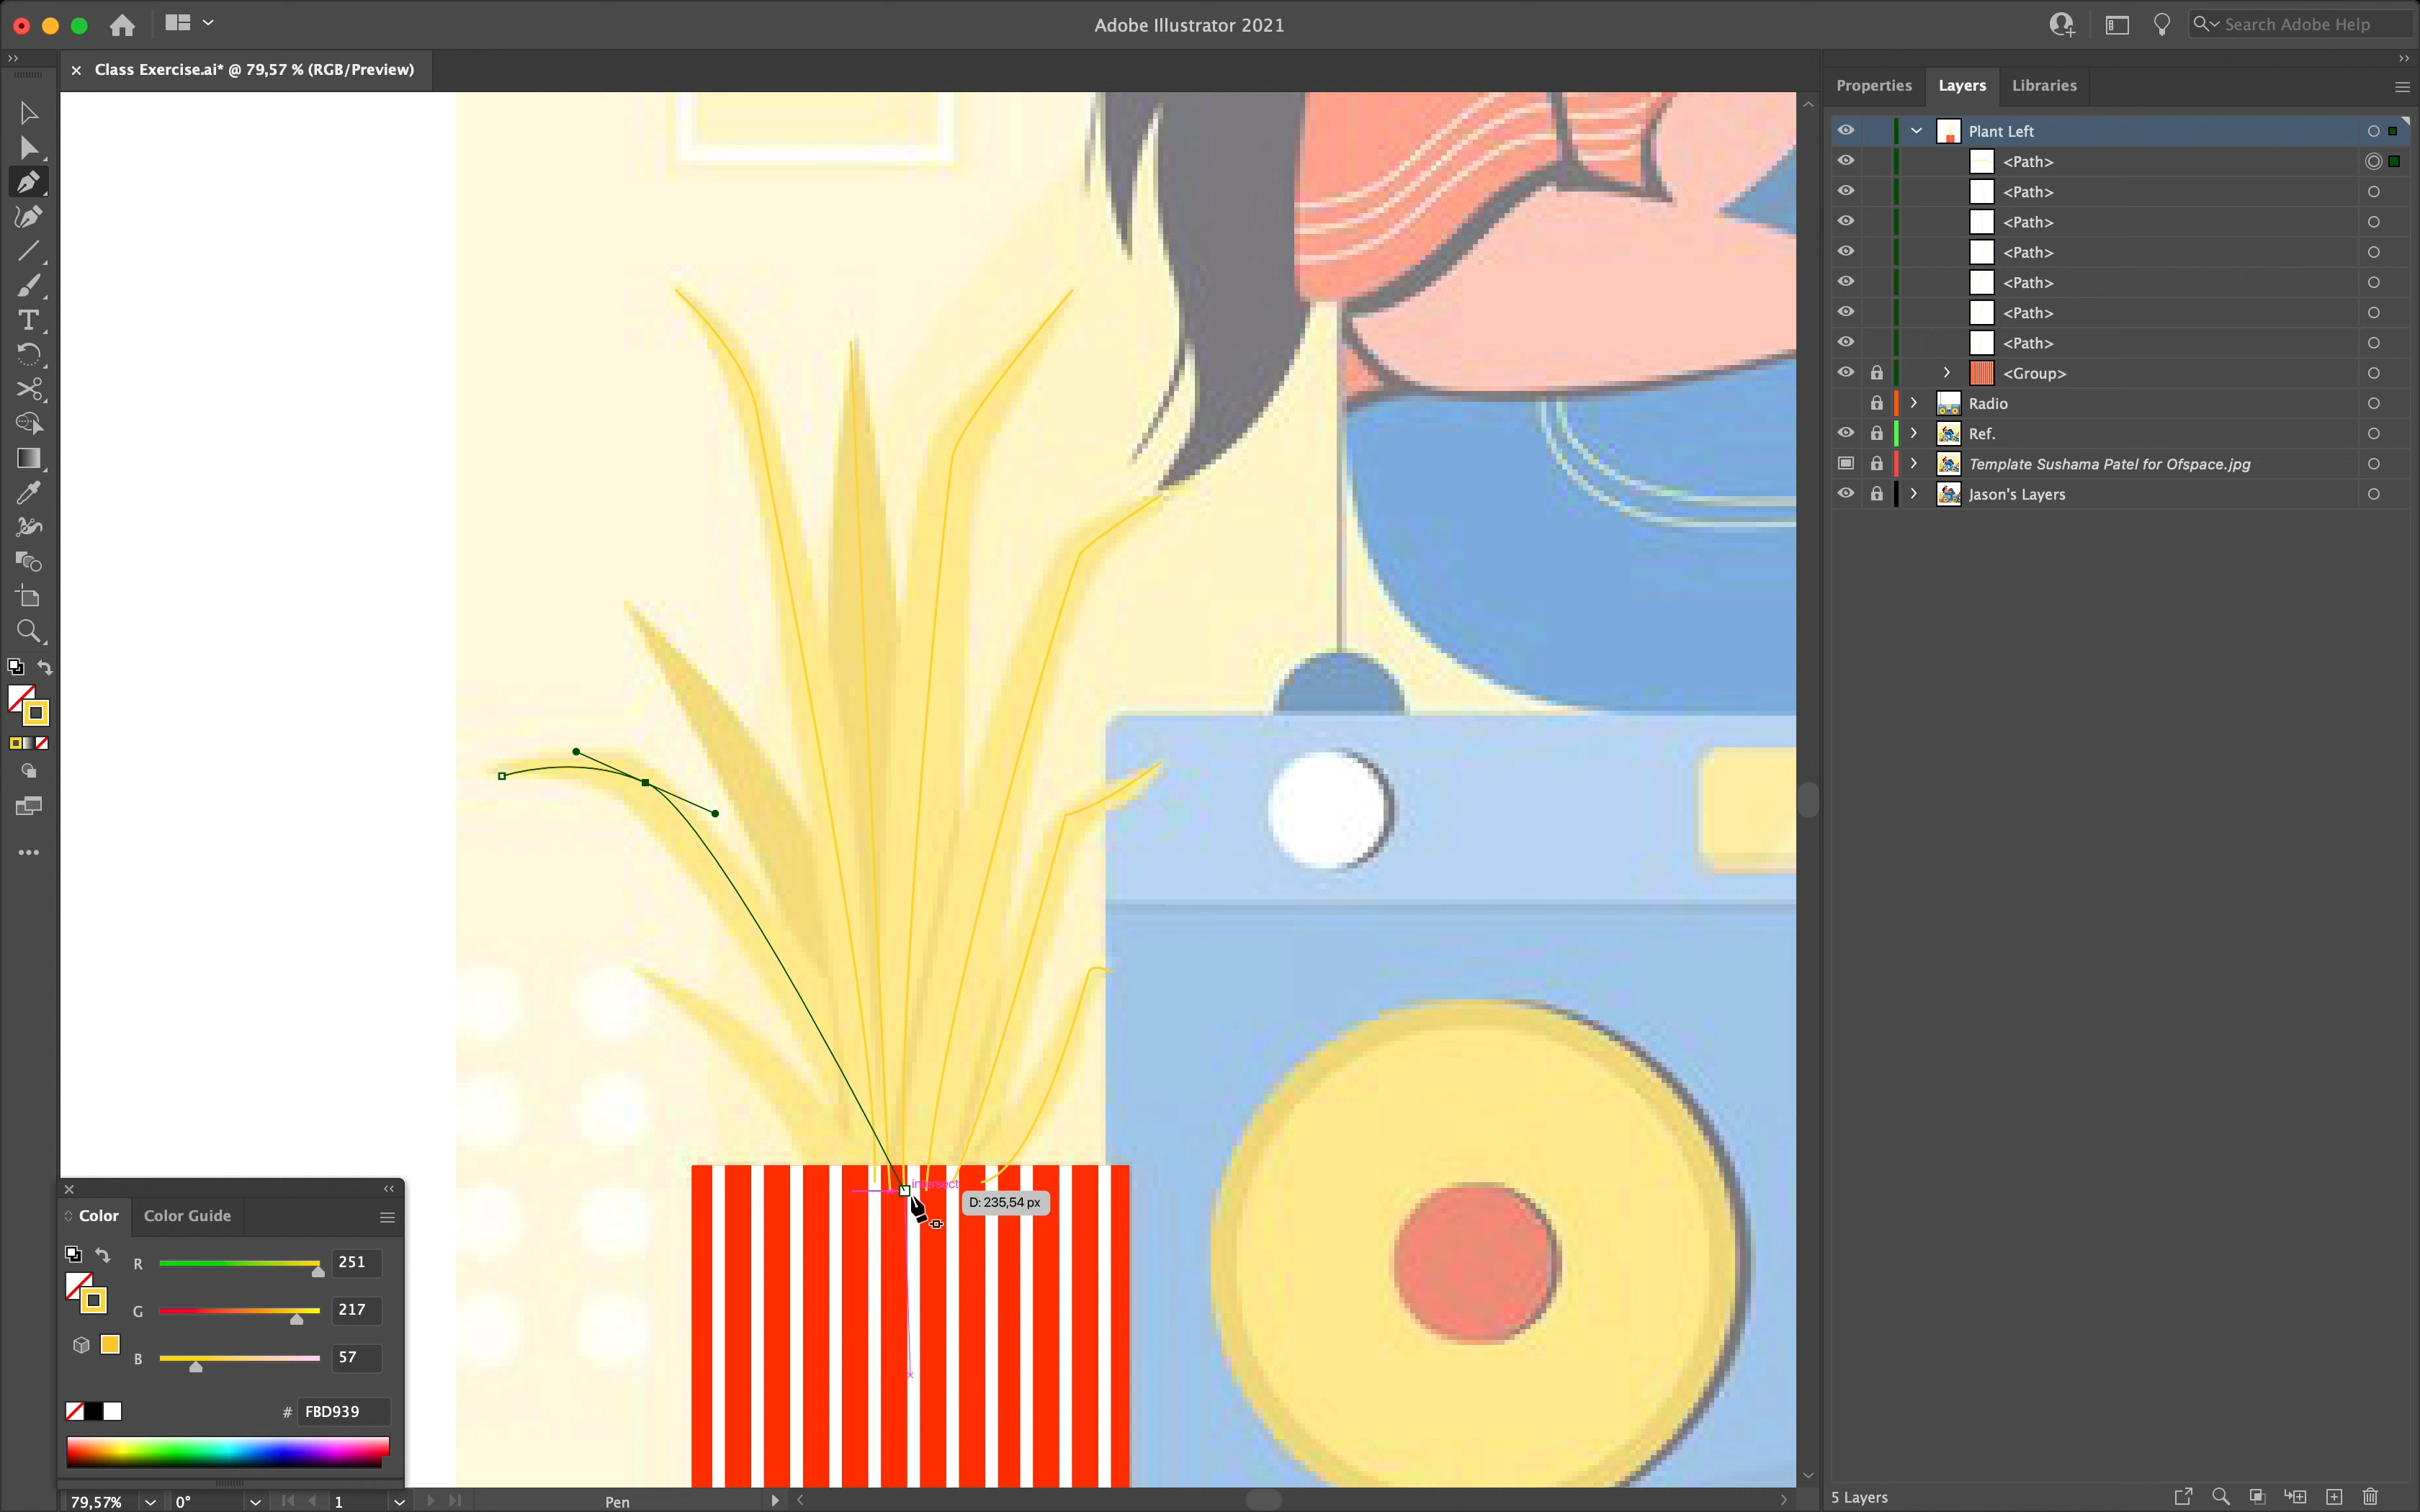 Adobe Illustrator 2021
Search Adobe Help
Class Exercise.ai* @ 79,57 % (RGB/Preview)
Properties
Layers
Libraries
Plant Left
<Path>
<Path>
<Path>
<Path>
<Path>
<Path>
<Path>
<Group>
Radio
Ref.
Template Sushama Patel for Ofspace.jpg
Jason's Layers
intersect
D: 235,54 px
Color
Color Guide
R 251
G 217
B 57
# FBD939
79,57%
0°
1
Pen
5 Layers